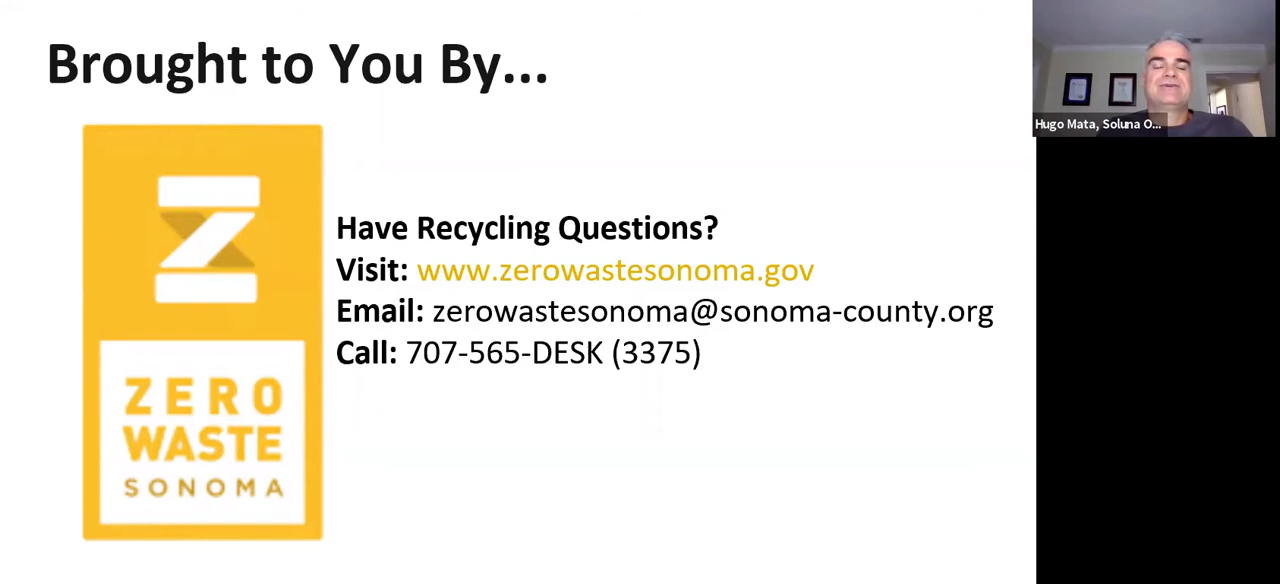 Brought to You By...
Hugo Mata, Soluna O...
Z
Have Recycling Questions?
Visit: www.zerowastesonoma.gov
Email: zerowastesonoma@sonoma-county.org
Call: 707-565-DESK (3375)
ZERO
WASTE
SONOMA